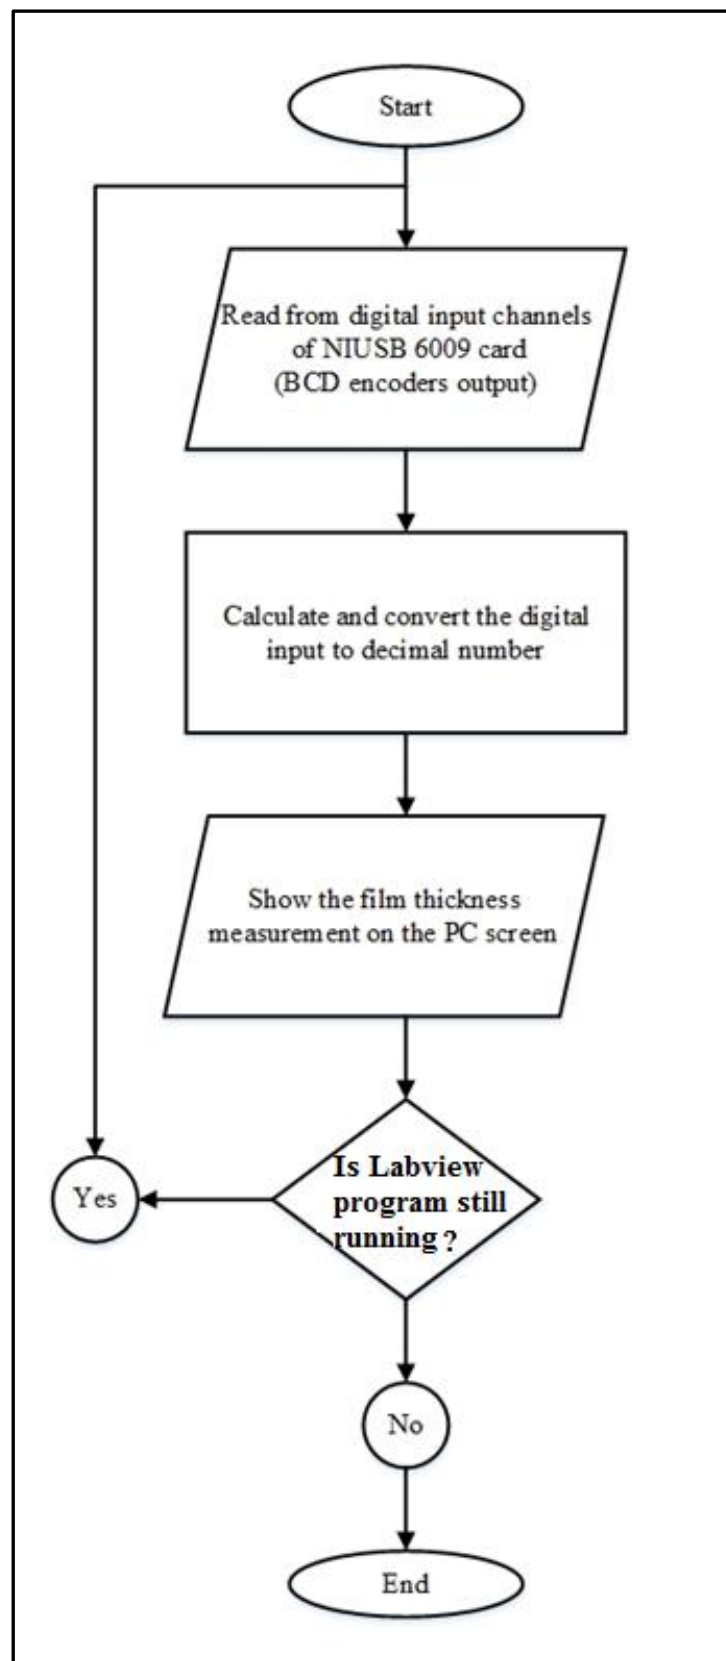 Start
Read from digital input channels
of NIUSB 6009 card
(BCD encoders output)
Calculate and convert the digital
input to decimal number
Show the film thickness
measurement on the PC screen
Is Labview
program still
running ?
Yes
No
End